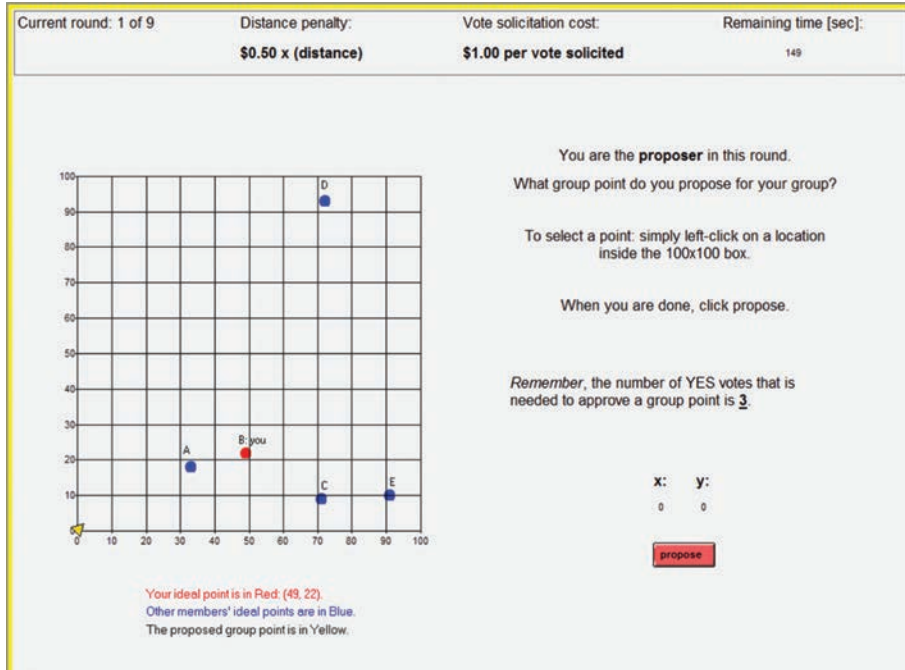 Current round: 1 of 9 Distance penalty: Vote solicitation cost: Remaining time [sec]:
$0.50 x (distance) $1.00 per vote solicited 149
You are the proposer in this round.
What group point do you propose for your group?
To select a point: simply left-click on a location
inside the 100x100 box.
When you are done, click propose.
Remember, the number of YES votes that is
needed to approve a group point is 3.
x: y:
0 0
propose
100
90
80
70
60
50
40
30
20
10
0
D
B: you
A
C
E
0 10 20 30 40 50 60 70 80 90 100
Your ideal point is in Red: (49, 22).
Other members' ideal points are in Blue.
The proposed group point is in Yellow.